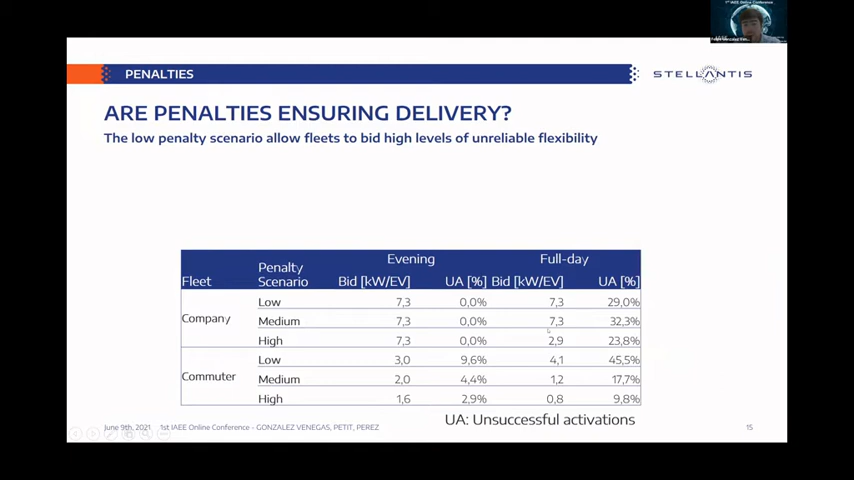 1st IAEE Online Conference
PENALTIES
STELLANTIS
ARE PENALTIES ENSURING DELIVERY?
The low penalty scenario allow fleets to bid high levels of unreliable flexibility
Evening Full-day
Fleet Penalty Scenario Bid [kW/EV] UA [%] Bid [kW/EV] UA [%]
Company Low 7,3 0,0% 7,3 29,0%
Medium 7,3 0,0% 7,3 32,3%
High 7,3 0,0% 2,9 23,8%
Commuter Low 3,0 9,6% 4,1 45,5%
Medium 2,0 4,4% 1,2 17,7%
High 1,6 2,9% 0,8 9,8%
UA: Unsuccessful activations
June 9th, 2021 1st IAEE Online Conference - GONZALEZ VENEGAS, PETIT, PEREZ 15